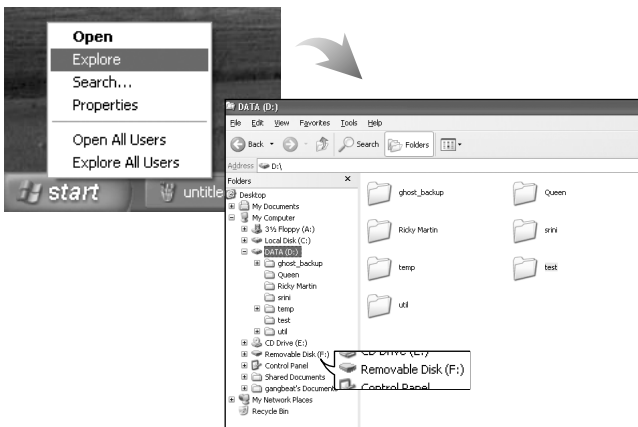 Open
Explore
Search...
Properties
Open All Users
Explore All Users
start
untitle
DATA (D:)
File Edit View Favorites Tools Help
Back Search Folders
Address D:\
Folders x
Desktop
My Documents
My Computer
3½ Floppy (A:)
Local Disk (C:)
DATA (D:)
ghost_backup
Queen
Ricky Martin
srini
temp
test
util
CD Drive (E:)
Removable Disk (F:)
Control Panel
Shared Documents
gangbeat's Document
My Network Places
Recycle Bin
ghost_backup Queen
Ricky Martin srini
temp test
util
CD Drive (E:)
Removable Disk (F:)
Control Panel